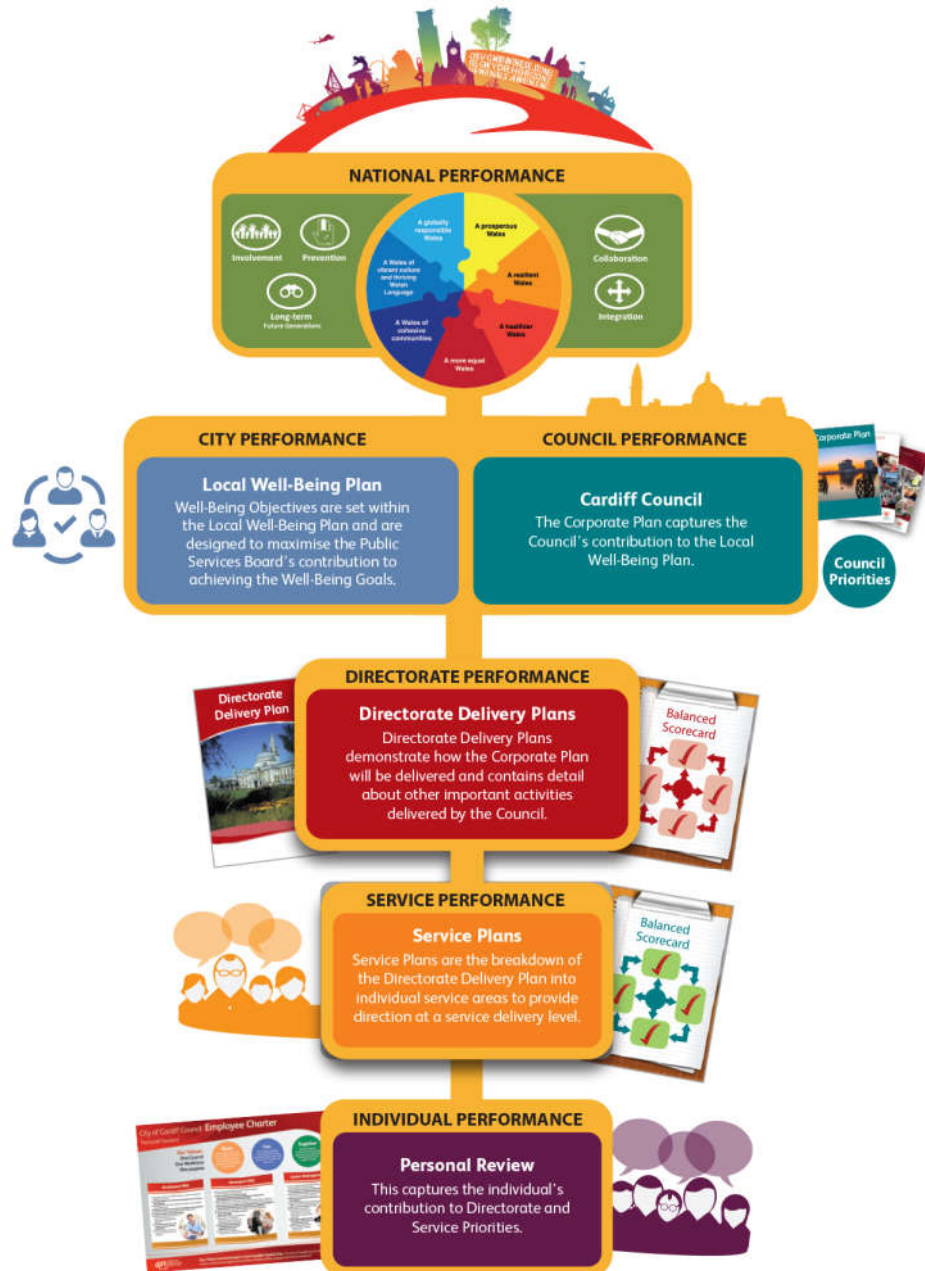 NATIONAL PERFORMANCE
Involvement
Prevention
Long-term
Future Generations
A globally
responsible
Wales
A prosperous
Wales
A Wales of
vibrant culture
and thriving
Welsh
Language
A resilient
Wales
A Wales of
cohesive
communities
A healthier
Wales
A more equal
Wales
Collaboration
Integration
CITY PERFORMANCE
Local Well-Being Plan
Well-Being Objectives are set within
the Local Well-Being Plan and are
designed to maximise the Public
Services Board's contribution to
achieving the Well-Being Goals.
COUNCIL PERFORMANCE
Cardiff Council
The Corporate Plan captures the
Council's contribution to the Local
Well-Being Plan.
Corporate Plan
Council
Priorities
DIRECTORATE PERFORMANCE
Directorate
Delivery Plan
Directorate Delivery Plans
Directorate Delivery Plans
demonstrate how the Corporate Plan
will be delivered and contains detail
about other important activities
delivered by the Council.
Balanced
Scorecard
SERVICE PERFORMANCE
Service Plans
Service Plans are the breakdown of
the Directorate Delivery Plan into
individual service areas to provide
direction at a service delivery level.
Balanced
Scorecard
INDIVIDUAL PERFORMANCE
City of Cardiff Council Employee Charter
Personal Review
This captures the individual's
contribution to Directorate and
Service Priorities.